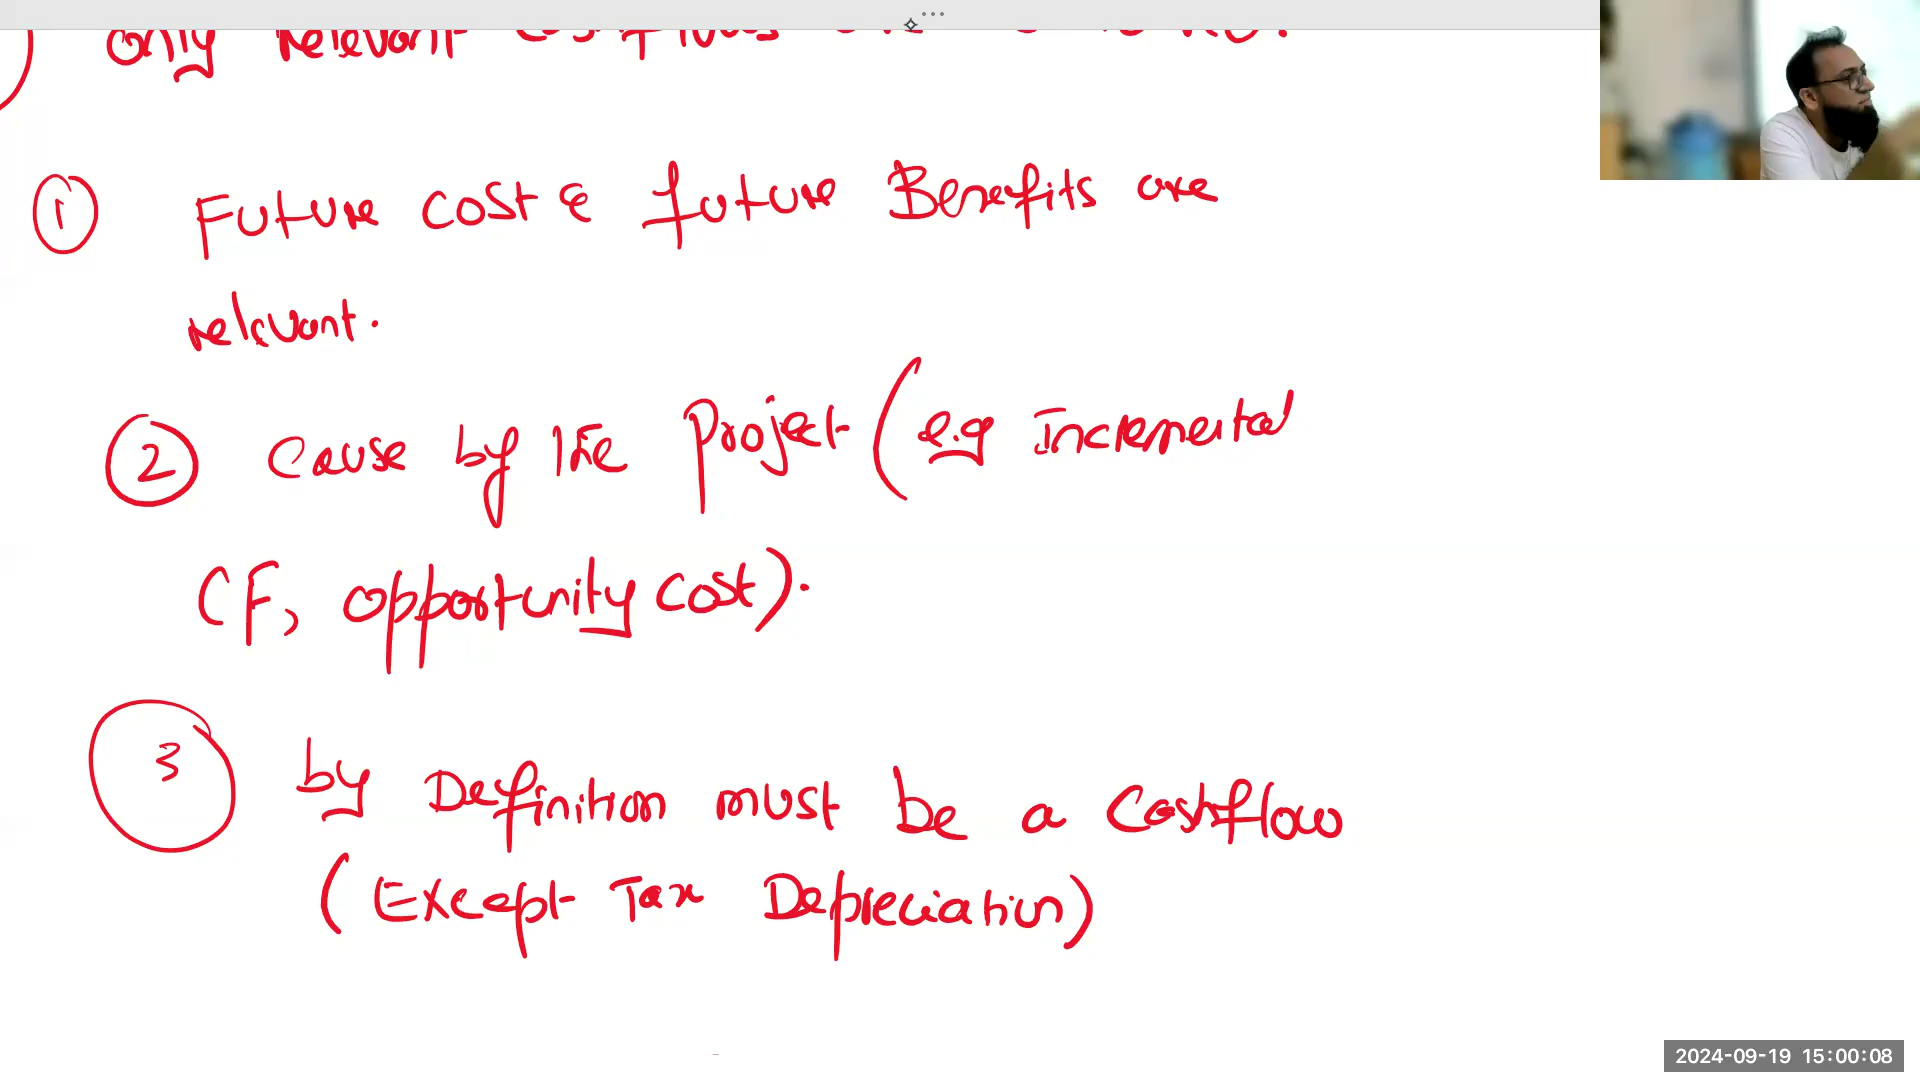 only relevant cashflows
① Future cost & future Benefits are
relevant.
② Cause by the Project (e.g Incremental
CF, opportunity cost).
3 by Definition must be a Cashflow
(Except Tax Depreciation)
2024-09-19 15:00:08